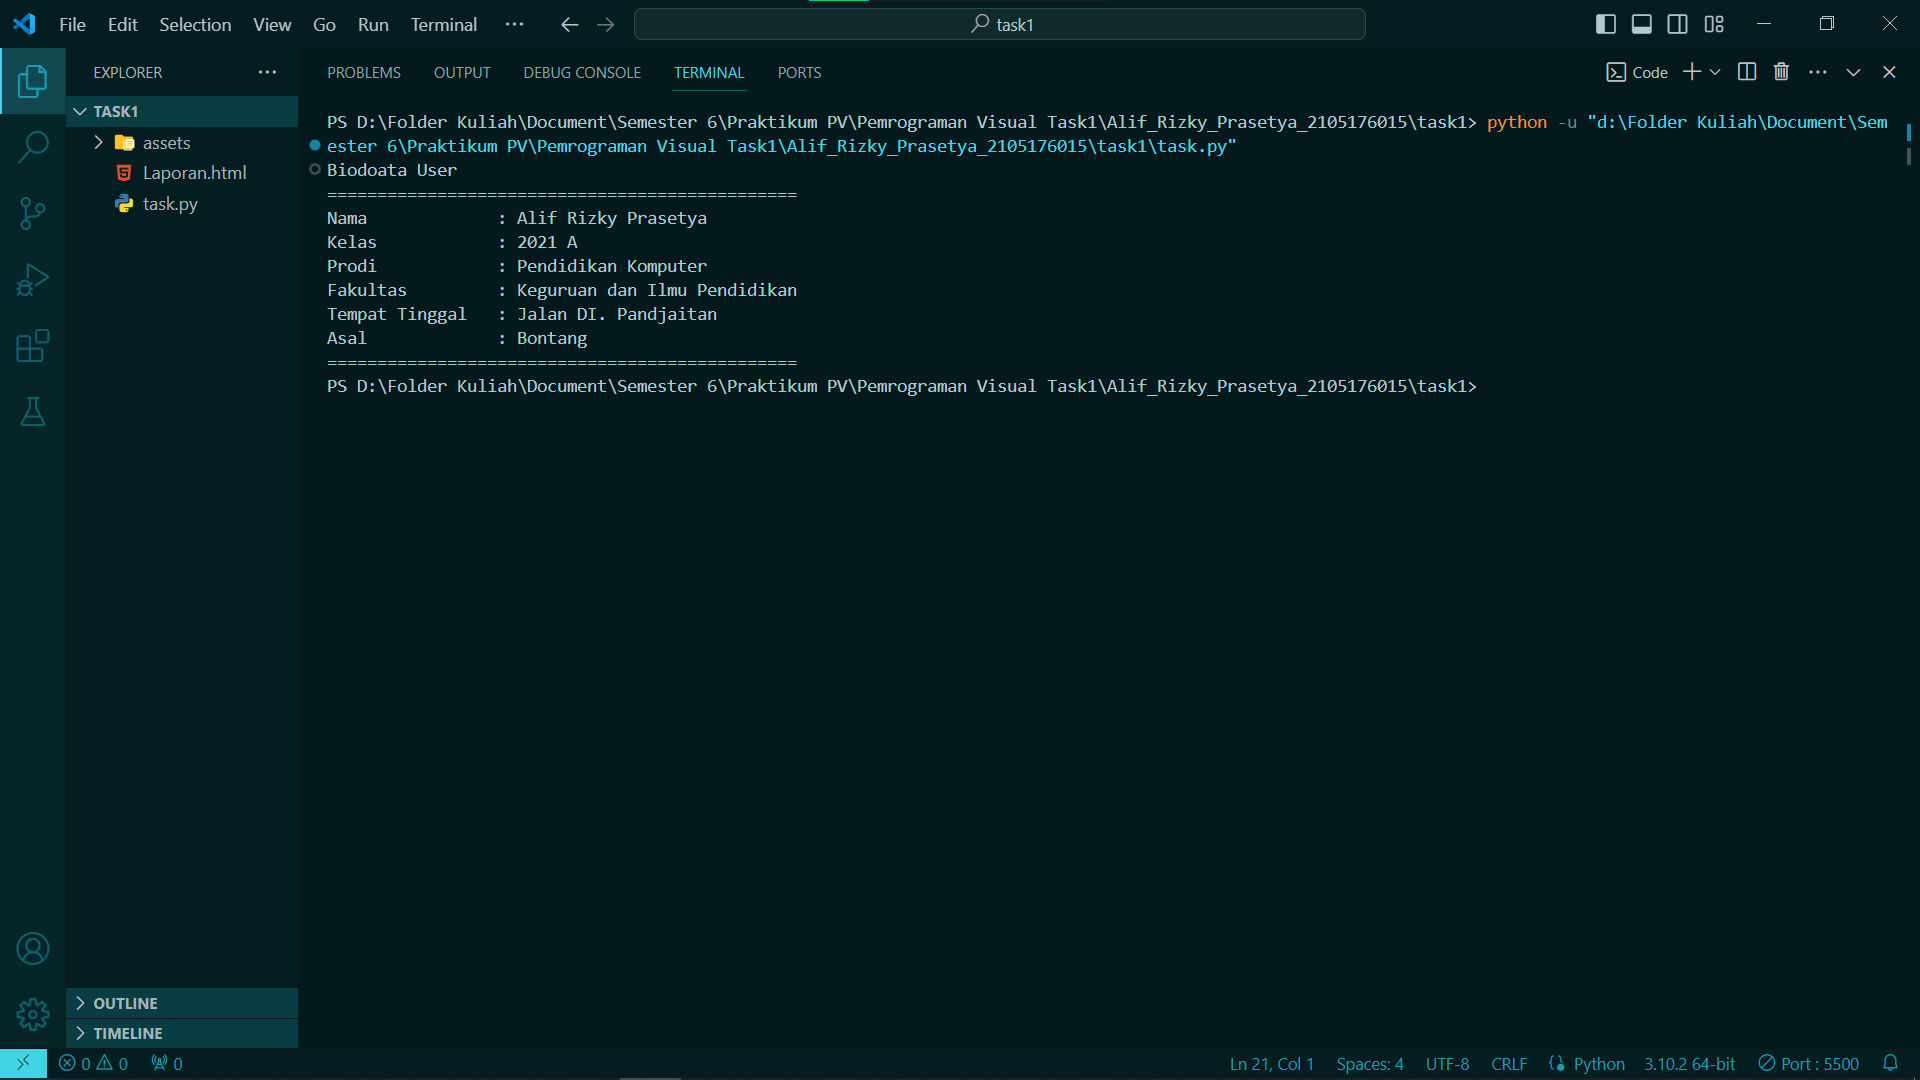 File Edit Selection View Go Run Terminal ··· task1
EXPLORER ···
TASK1
assets
Laporan.html
task.py
OUTLINE
TIMELINE
PROBLEMS OUTPUT DEBUG CONSOLE TERMINAL PORTS Code ···
PS D:\Folder Kuliah\Document\Semester 6\Praktikum PV\Pemrograman Visual Task1\Alif_Rizky_Prasetya_2105176015\task1> python -u "d:\Folder Kuliah\Document\Sem
ester 6\Praktikum PV\Pemrograman Visual Task1\Alif_Rizky_Prasetya_2105176015\task1\task.py"
Biodoata User
===============================================
Nama             : Alif Rizky Prasetya
Kelas            : 2021 A
Prodi            : Pendidikan Komputer
Fakultas         : Keguruan dan Ilmu Pendidikan
Tempat Tinggal   : Jalan DI. Pandjaitan
Asal             : Bontang
===============================================
PS D:\Folder Kuliah\Document\Semester 6\Praktikum PV\Pemrograman Visual Task1\Alif_Rizky_Prasetya_2105176015\task1>
0 0 0 Ln 21, Col 1 Spaces: 4 UTF-8 CRLF Python 3.10.2 64-bit Port : 5500